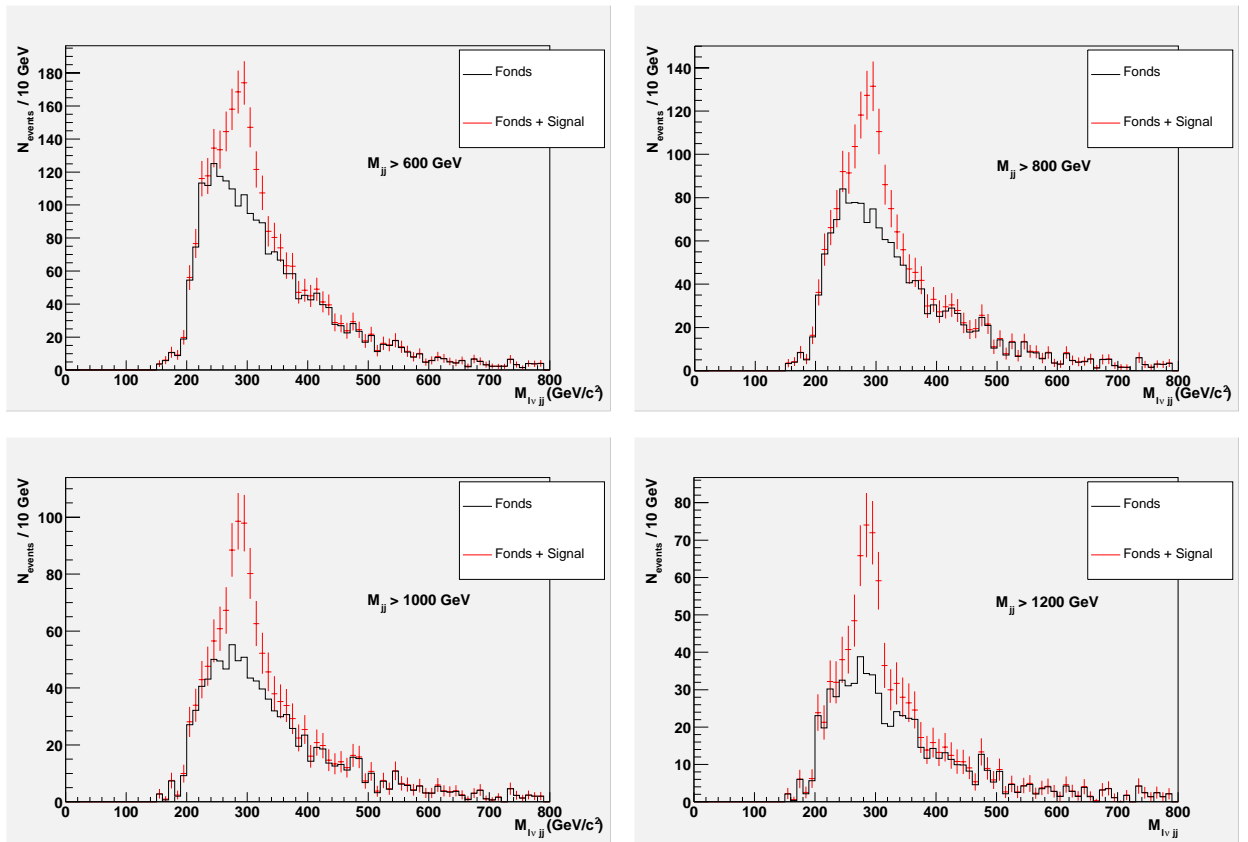 N_events / 10 GeV
180
160
140
120
100
80
60
40
20
0
Fonds
Fonds + Signal
M_jj > 600 GeV
0 100 200 300 400 500 600 700 800
M_lν jj (GeV/c²)
N_events / 10 GeV
140
120
100
80
60
40
20
0
Fonds
Fonds + Signal
M_jj > 800 GeV
0 100 200 300 400 500 600 700 800
M_lν jj (GeV/c²)
N_events / 10 GeV
100
80
60
40
20
0
Fonds
Fonds + Signal
M_jj > 1000 GeV
0 100 200 300 400 500 600 700 800
M_lν jj (GeV/c²)
N_events / 10 GeV
80
70
60
50
40
30
20
10
0
Fonds
Fonds + Signal
M_jj > 1200 GeV
0 100 200 300 400 500 600 700 800
M_lν jj